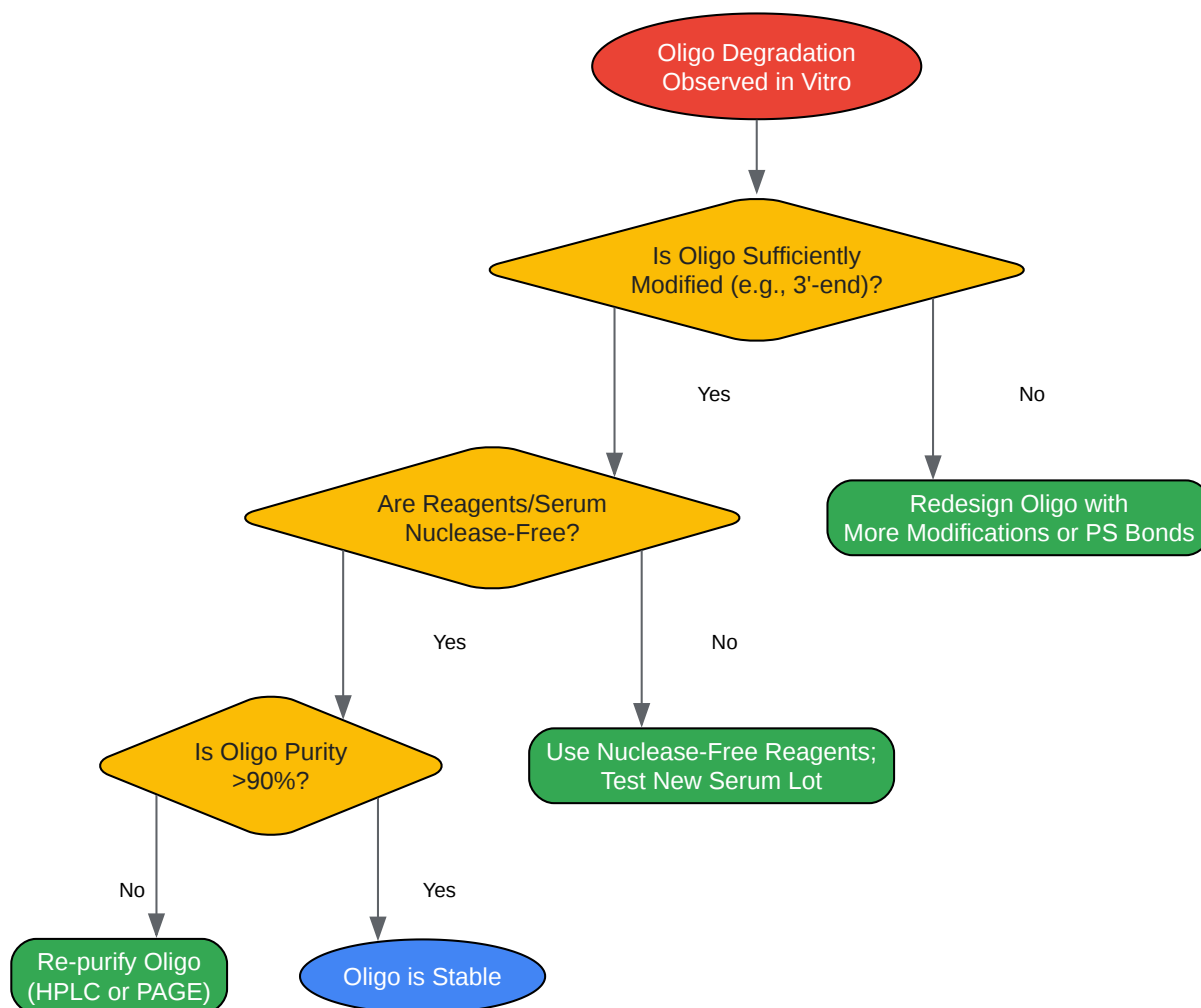 Oligo Degradation
Observed in Vitro
Is Oligo Sufficiently
Modified (e.g., 3'-end)?
Yes
No
Are Reagents/Serum
Nuclease-Free?
Redesign Oligo with
More Modifications or PS Bonds
Yes
No
Is Oligo Purity
>90%?
Use Nuclease-Free Reagents;
Test New Serum Lot
No
Yes
Re-purify Oligo
(HPLC or PAGE)
Oligo is Stable